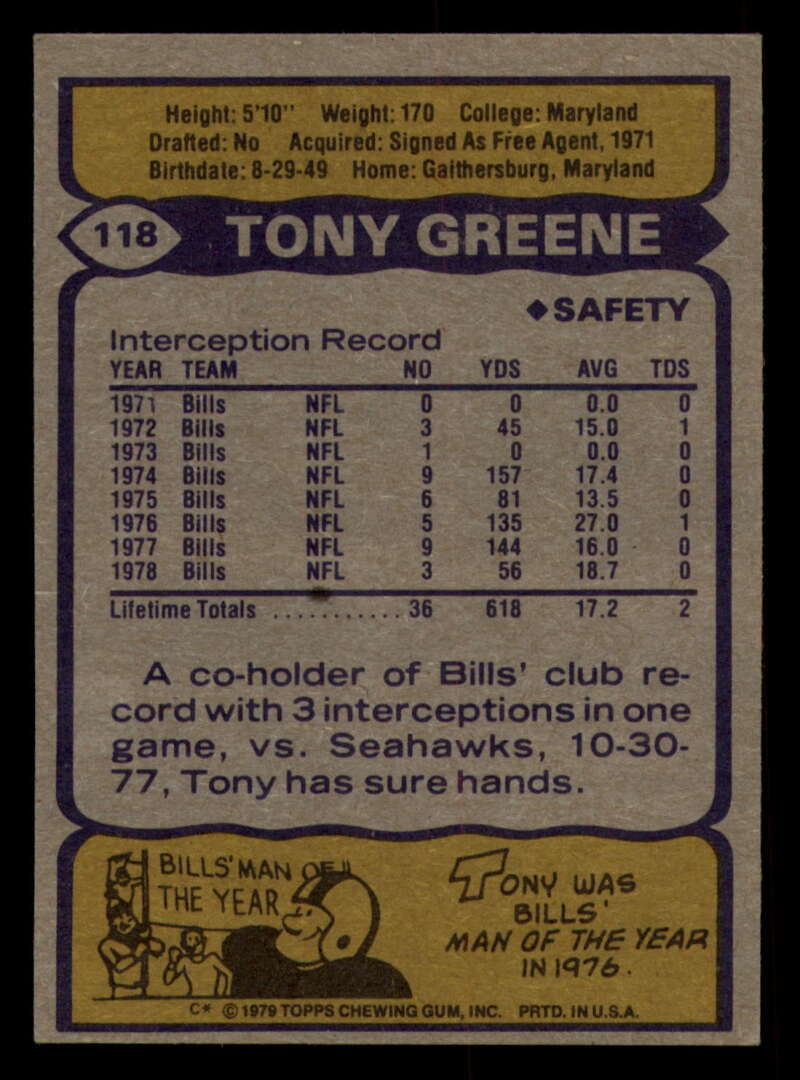 Height: 5'10" Weight: 170 College: Maryland
Drafted: No Acquired: Signed As Free Agent, 1971
Birthdate: 8-29-49 Home: Gaithersburg, Maryland
118 TONY GREENE
◆SAFETY
Interception Record
YEAR TEAM NO YDS AVG TDS
1971 Bills NFL 0 0 0.0 0
1972 Bills NFL 3 45 15.0 1
1973 Bills NFL 1 0 0.0 0
1974 Bills NFL 9 157 17.4 0
1975 Bills NFL 6 81 13.5 0
1976 Bills NFL 5 135 27.0 1
1977 Bills NFL 9 144 16.0 0
1978 Bills NFL 3 56 18.7 0
Lifetime Totals ........... 36 618 17.2 2
A co-holder of Bills' club re-
cord with 3 interceptions in one
game, vs. Seahawks, 10-30-
77, Tony has sure hands.
BILLS' MAN OF
THE YEAR
TONY WAS
BILLS'
MAN OF THE YEAR
IN 1976.
C* © 1979 TOPPS CHEWING GUM, INC. PRTD. IN U.S.A.